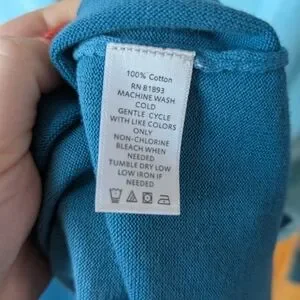 100% Cotton
RN 81893
MACHINE WASH
COLD
GENTLE CYCLE
WITH LIKE COLORS
ONLY
NON-CHLORINE
BLEACH WHEN
NEEDED
TUMBLE DRY LOW
LOW IRON IF
NEEDED